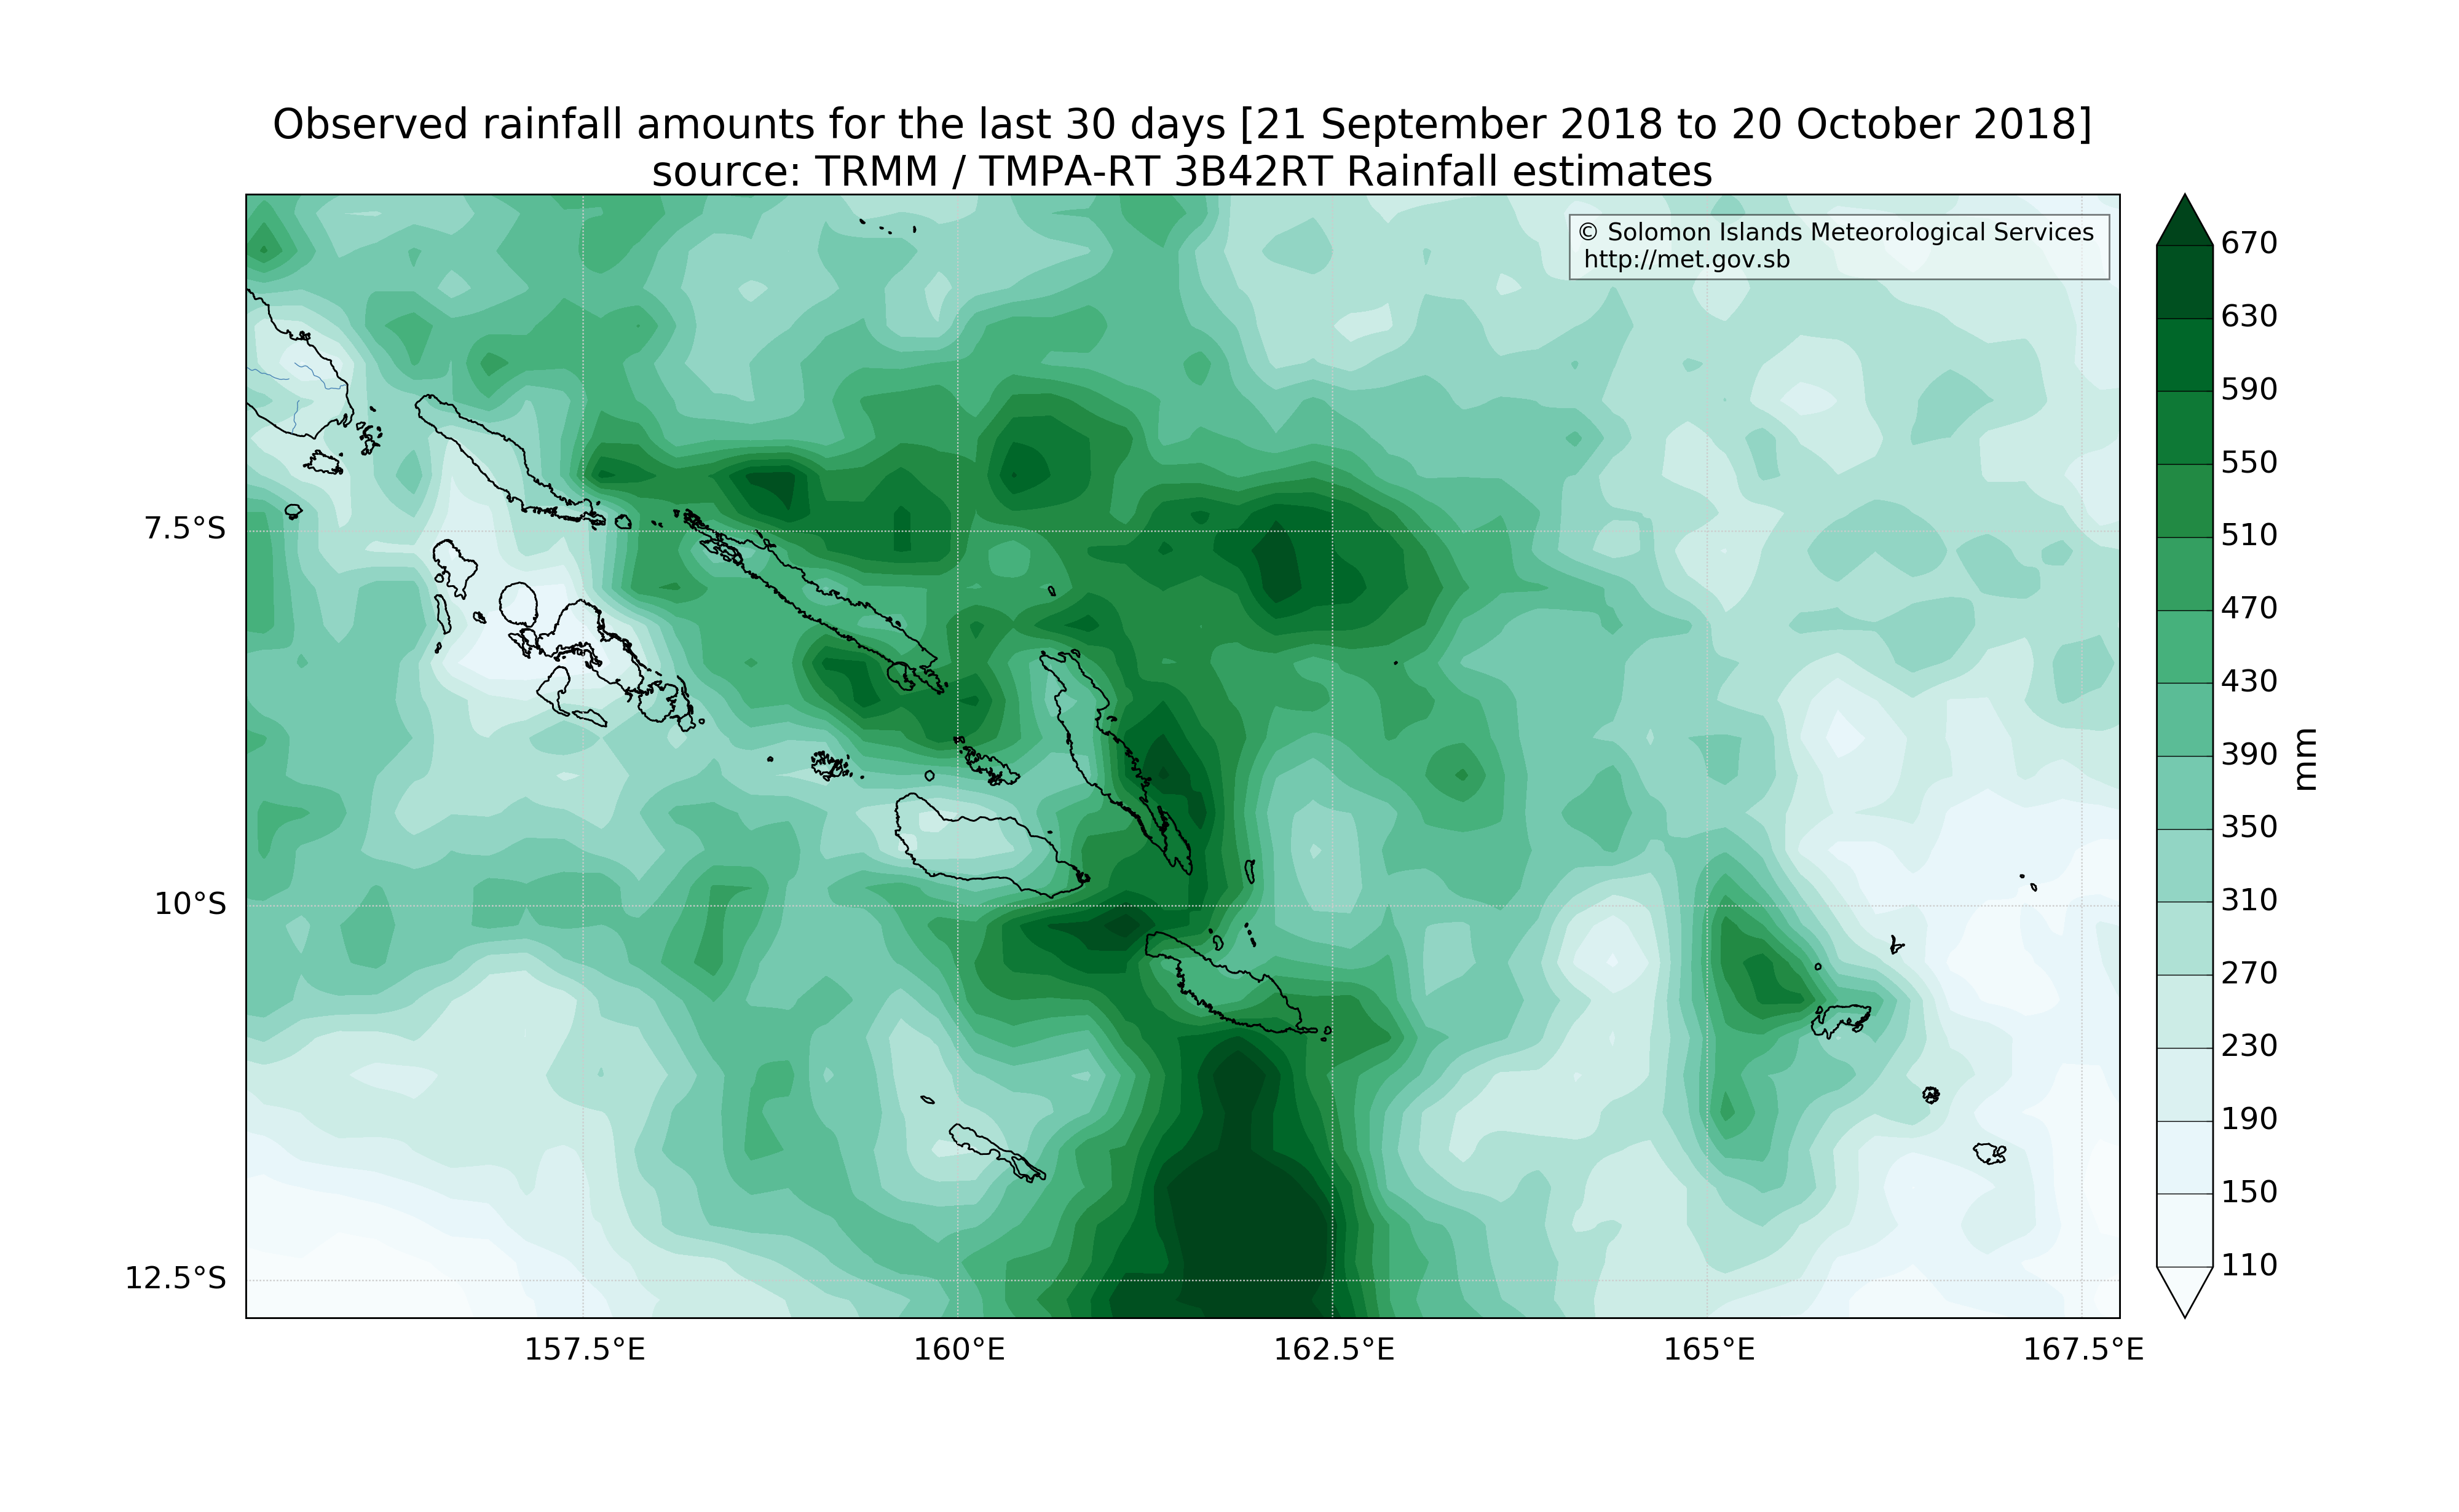 Observed rainfall amounts for the last 30 days [21 September 2018 to 20 October 2018]
source: TRMM / TMPA-RT 3B42RT Rainfall estimates
© Solomon Islands Meteorological Services
http://met.gov.sb
7.5°S
10°S
12.5°S
157.5°E
160°E
162.5°E
165°E
167.5°E
670
630
590
550
510
470
430
390
350
310
270
230
190
150
110
mm